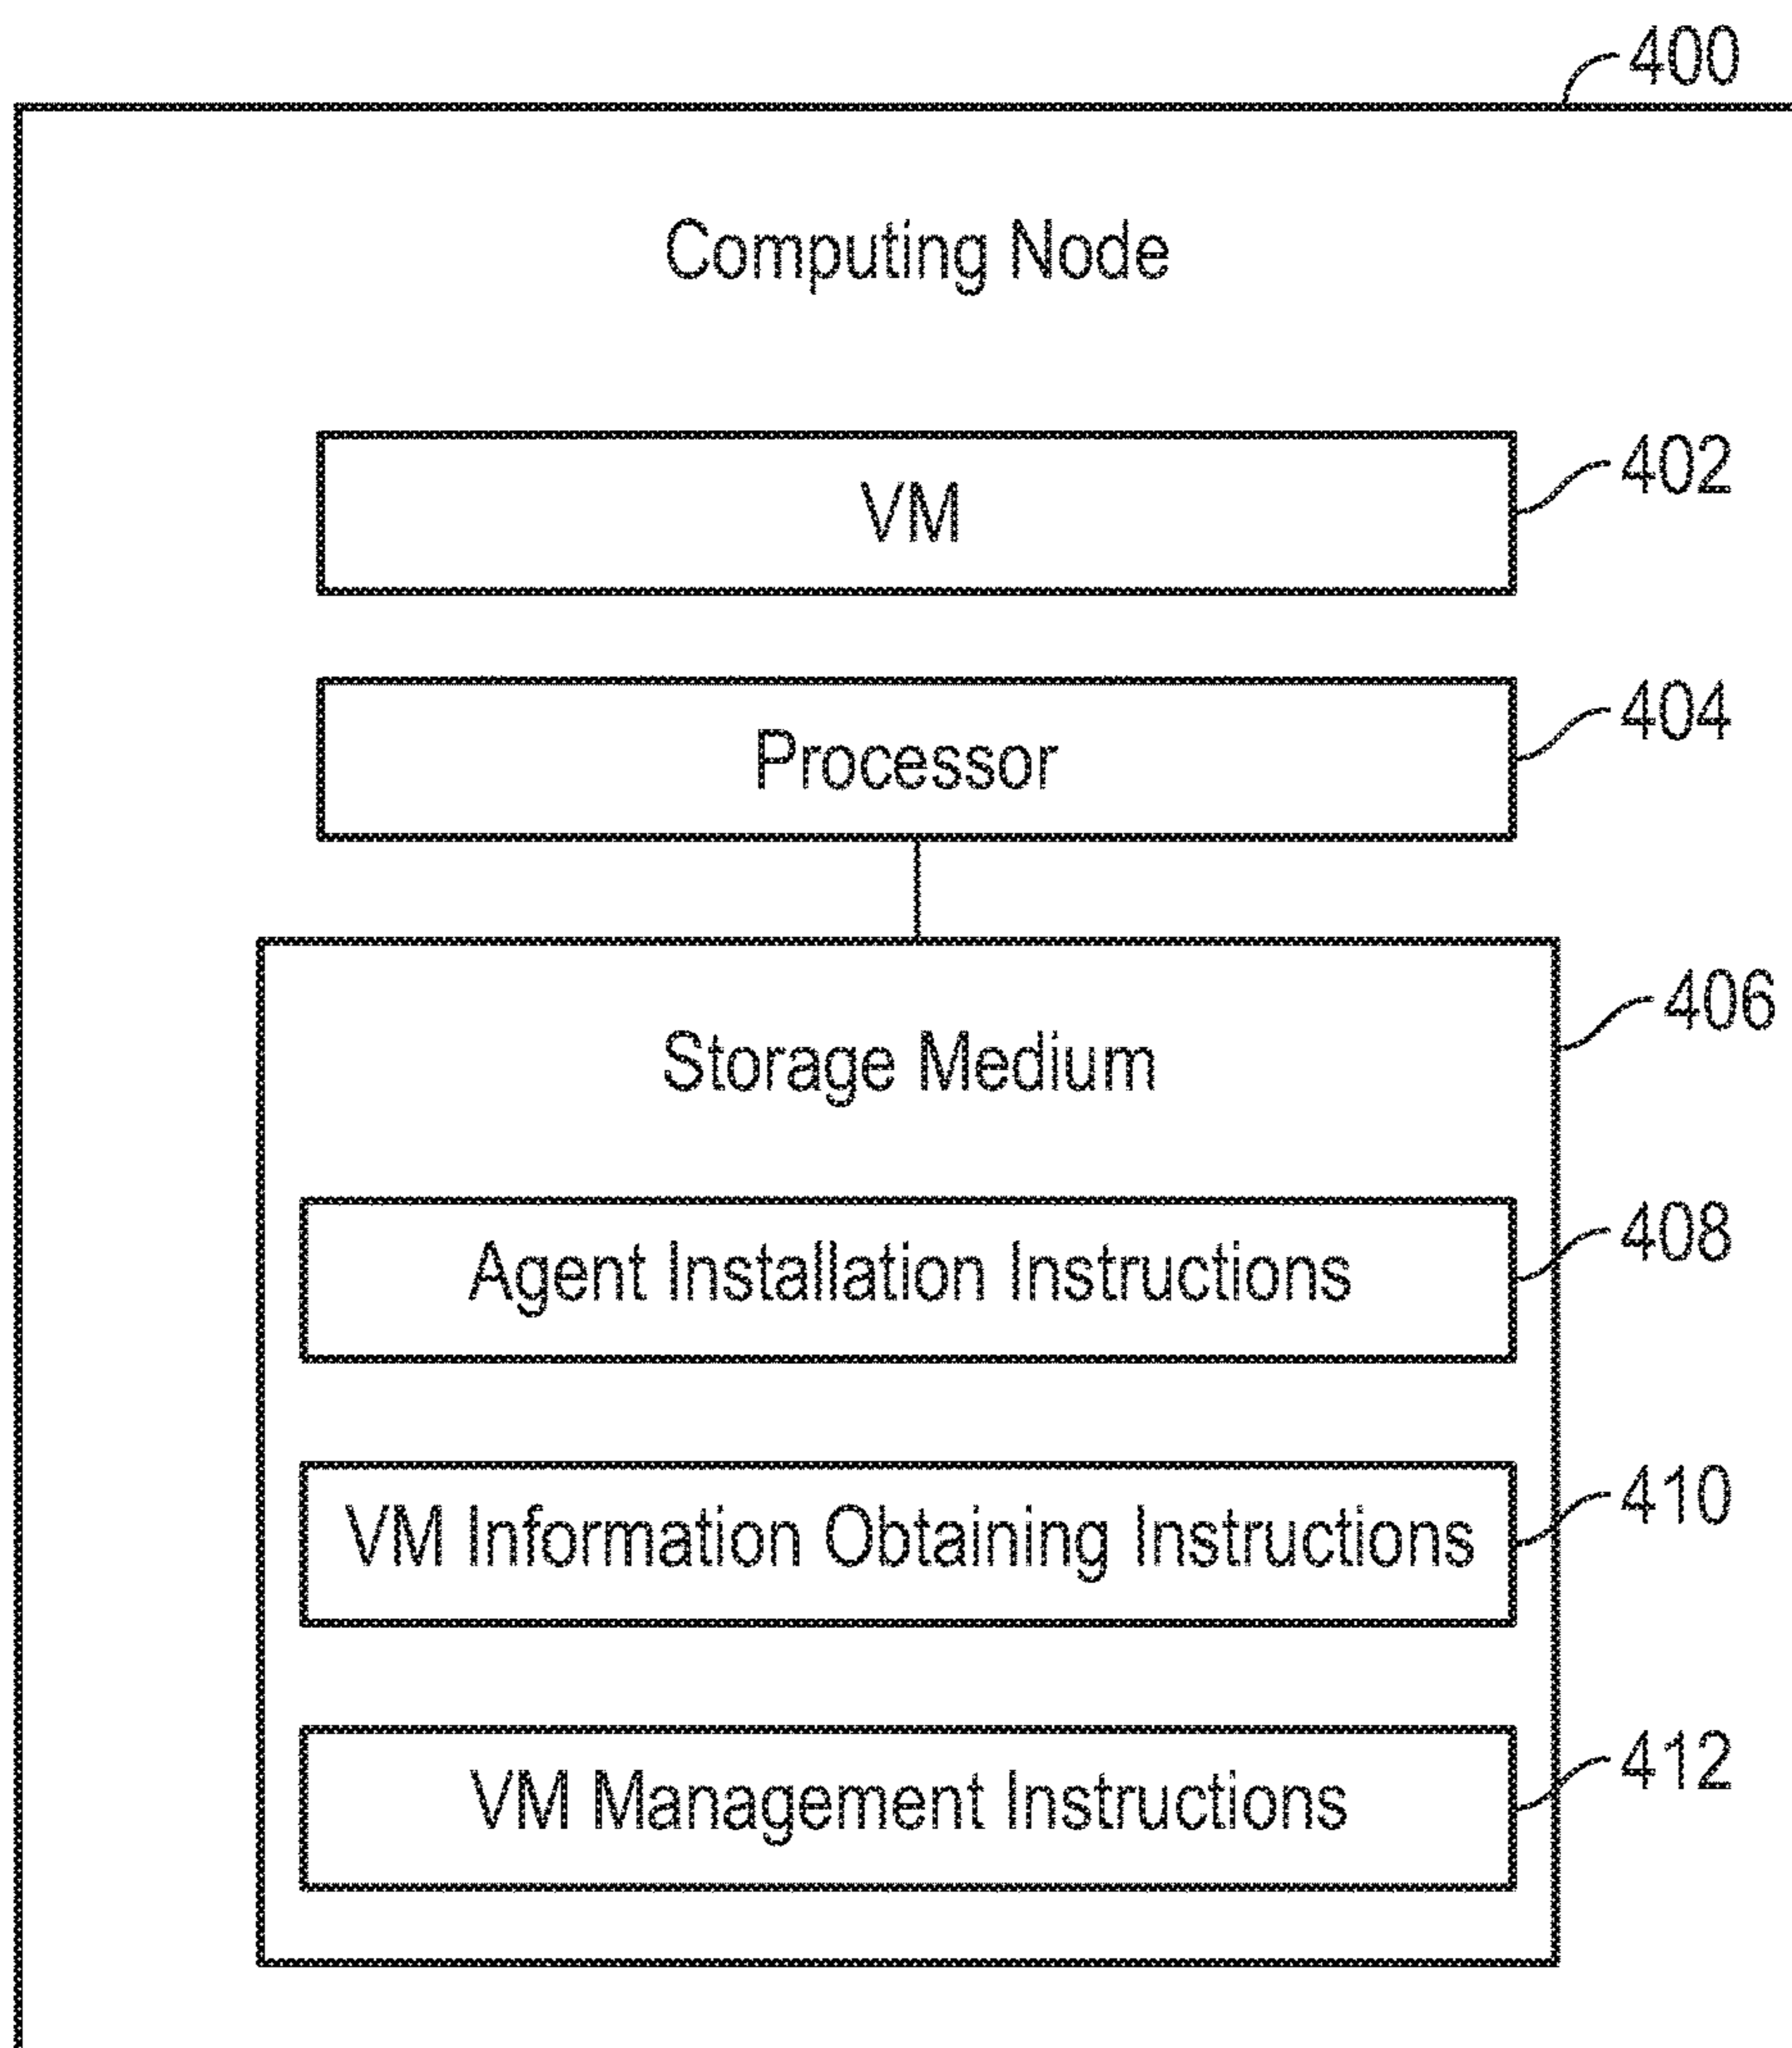 400
Computing Node
VM
402
Processor
404
Storage Medium
406
Agent Installation Instructions
408
VM Information Obtaining Instructions
410
VM Management Instructions
412